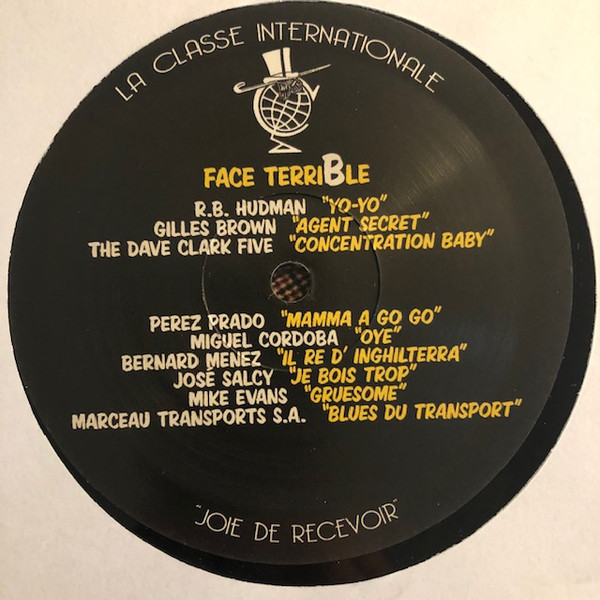 LA CLASSE INTERNATIONALE
FACE TERRIBLE
R.B. HUDMAN "YO-YO"
GILLES BROWN "AGENT SECRET"
THE DAVE CLARK FIVE "CONCENTRATION BABY"
PEREZ PRADO "MAMMA A GO GO"
MIGUEL CORDOBA "OYE"
BERNARD MENEZ "IL RE D' INGHILTERRA"
JOSÉ SALCY "JE BOIS TROP"
MIKE EVANS "GRUESOME"
MARCEAU TRANSPORTS S.A. "BLUES DU TRANSPORT"
"JOIE DE RECEVOIR"